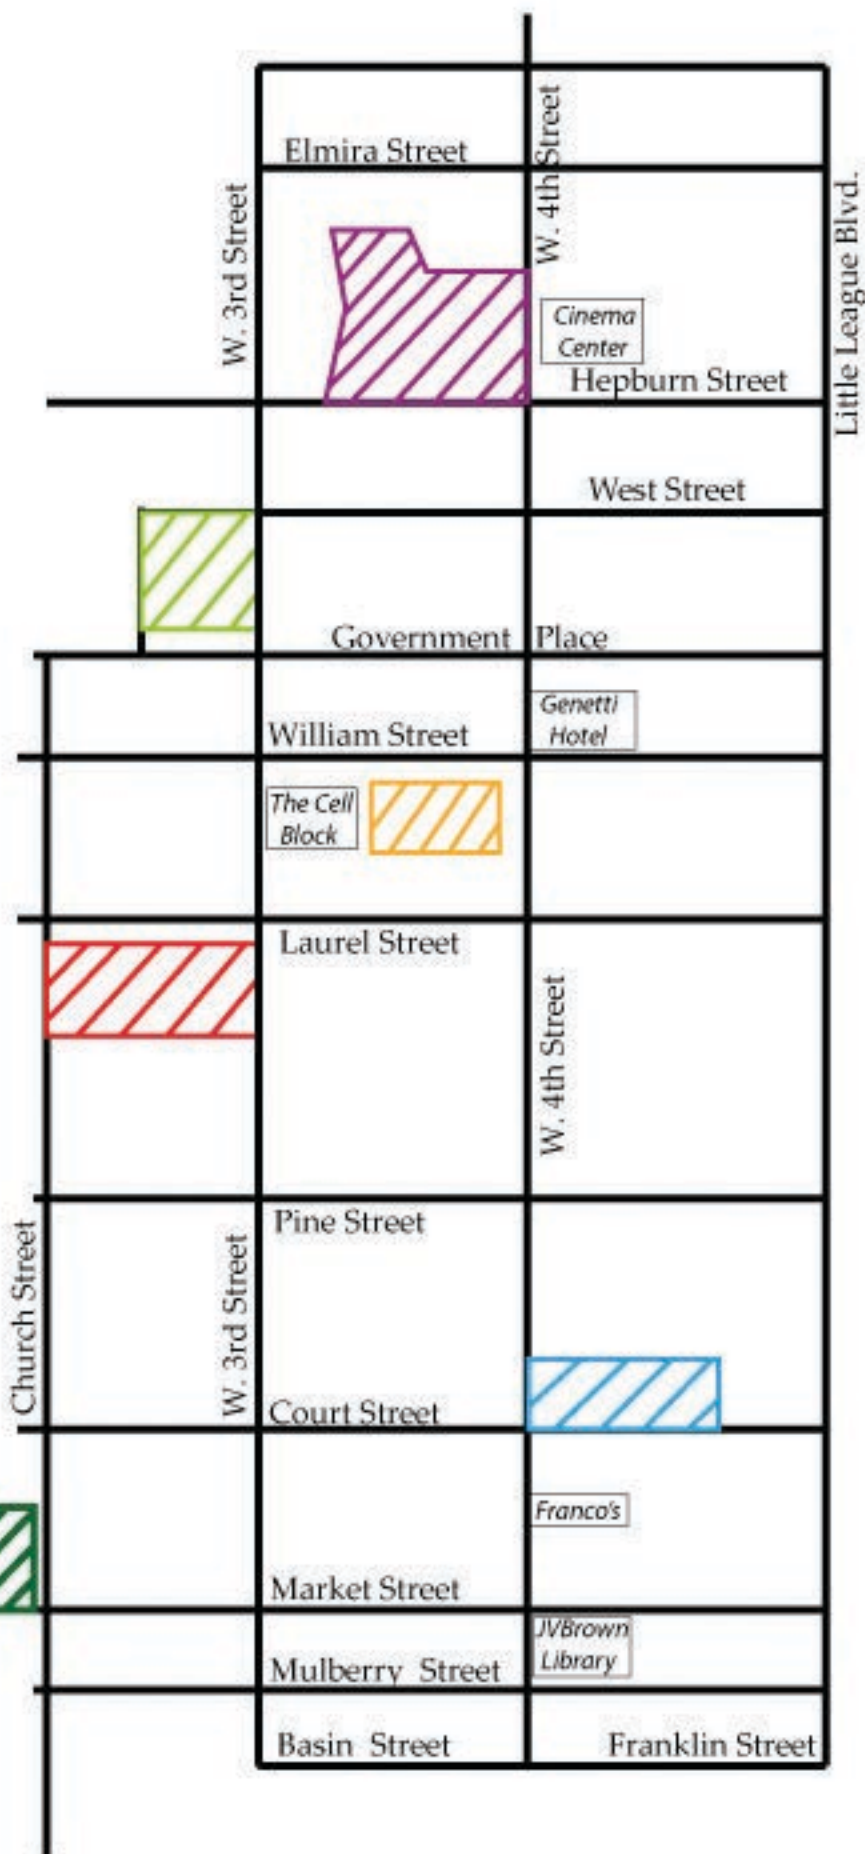 Elmira Street
W. 4th Street
W. 3rd Street
Little League Blvd.
Cinema
Center
Hepburn Street
West Street
Government Place
Genetti
Hotel
William Street
The Cell
Block
Laurel Street
W. 4th Street
Pine Street
Church Street
W. 3rd Street
Court Street
Franco's
Market Street
JVBrown
Library
Mulberry Street
Basin Street
Franklin Street